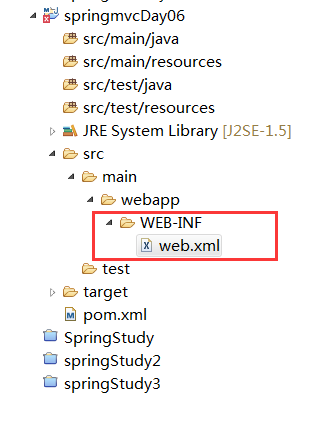 springmvcDay06
src/main/java
src/main/resources
src/test/java
src/test/resources
JRE System Library [J2SE-1.5]
src
main
webapp
WEB-INF
web.xml
test
target
pom.xml
SpringStudy
springStudy2
springStudy3